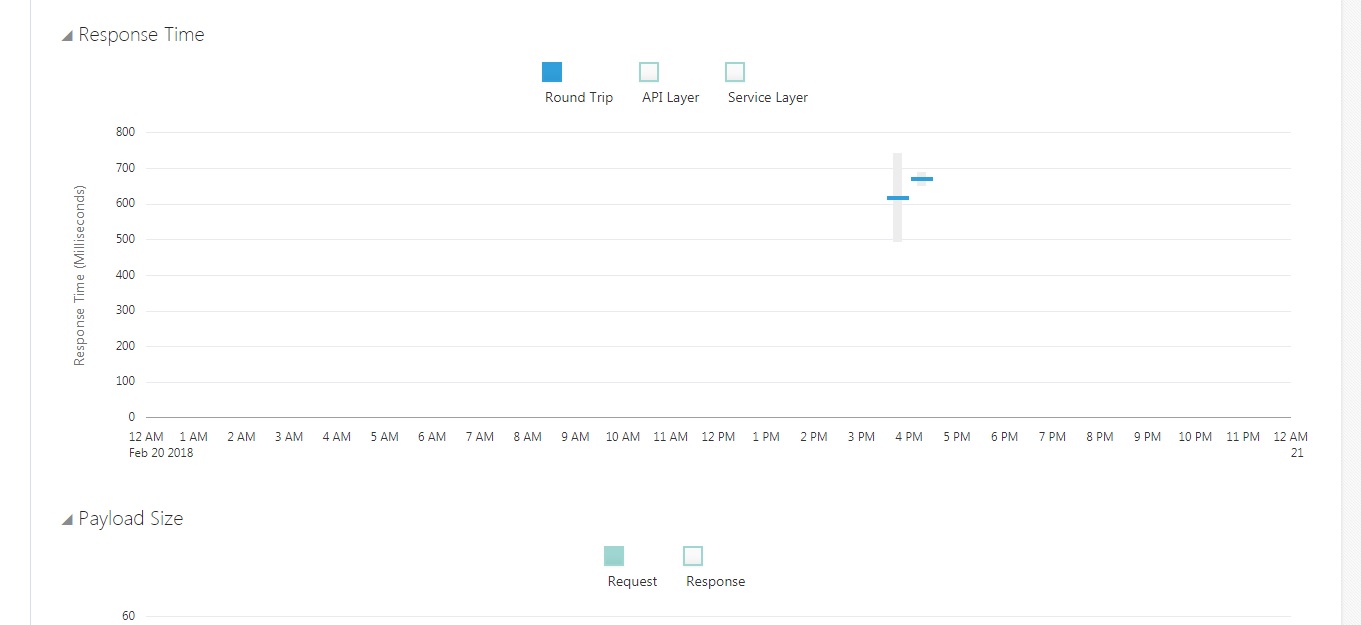 Response Time
Round Trip API Layer Service Layer
800
700
600
500
400
300
200
100
0
Response Time (Milliseconds)
12 AM 1 AM 2 AM 3 AM 4 AM 5 AM 6 AM 7 AM 8 AM 9 AM 10 AM 11 AM 12 PM 1 PM 2 PM 3 PM 4 PM 5 PM 6 PM 7 PM 8 PM 9 PM 10 PM 11 PM 12 AM
Feb 20 2018 21
Payload Size
Request Response
60